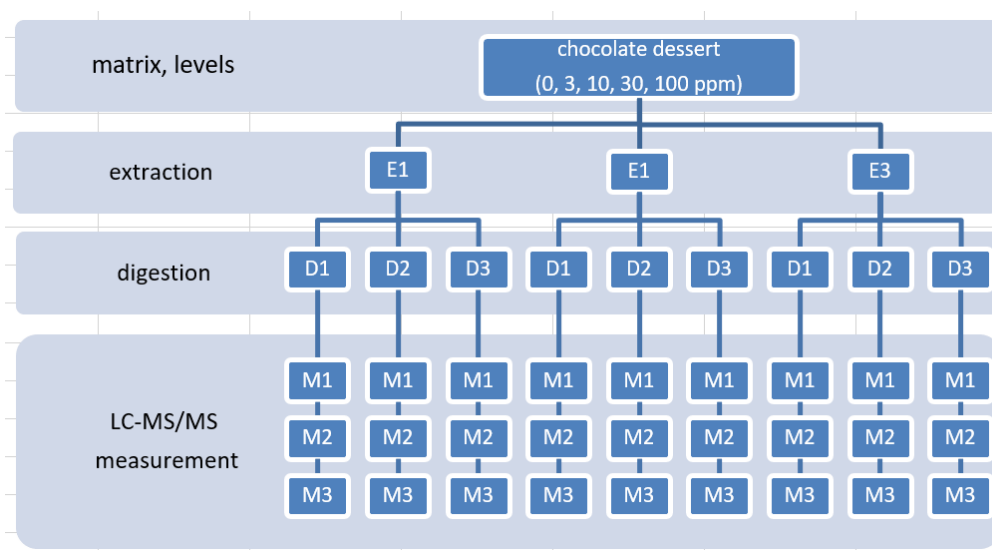 matrix, levels
chocolate dessert
(0, 3, 10, 30, 100 ppm)
extraction
E1 E1 E3
digestion
D1 D2 D3 D1 D2 D3 D1 D2 D3
LC-MS/MS
measurement
M1 M1 M1 M1 M1 M1 M1 M1 M1
M2 M2 M2 M2 M2 M2 M2 M2 M2
M3 M3 M3 M3 M3 M3 M3 M3 M3